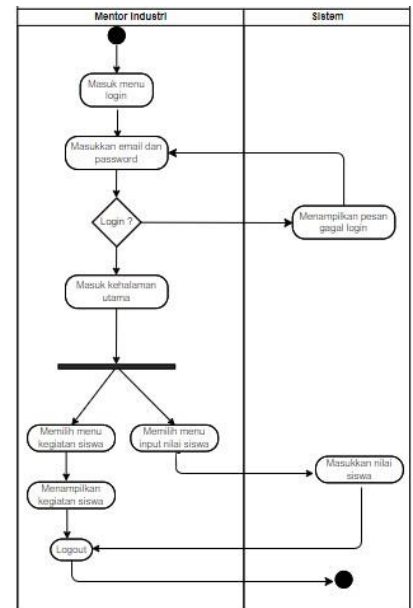 Mentor Industri
Sistem
Masuk menu
login
Masukkan email dan
password
Login ?
Menampilkan pesan
gagal login
Masuk kehalaman
utama
Memilih menu
kegiatan siswa
Memilih menu
input nilai siswa
Masukkan nilai
siswa
Menampilkan
kegiatan siswa
Logout